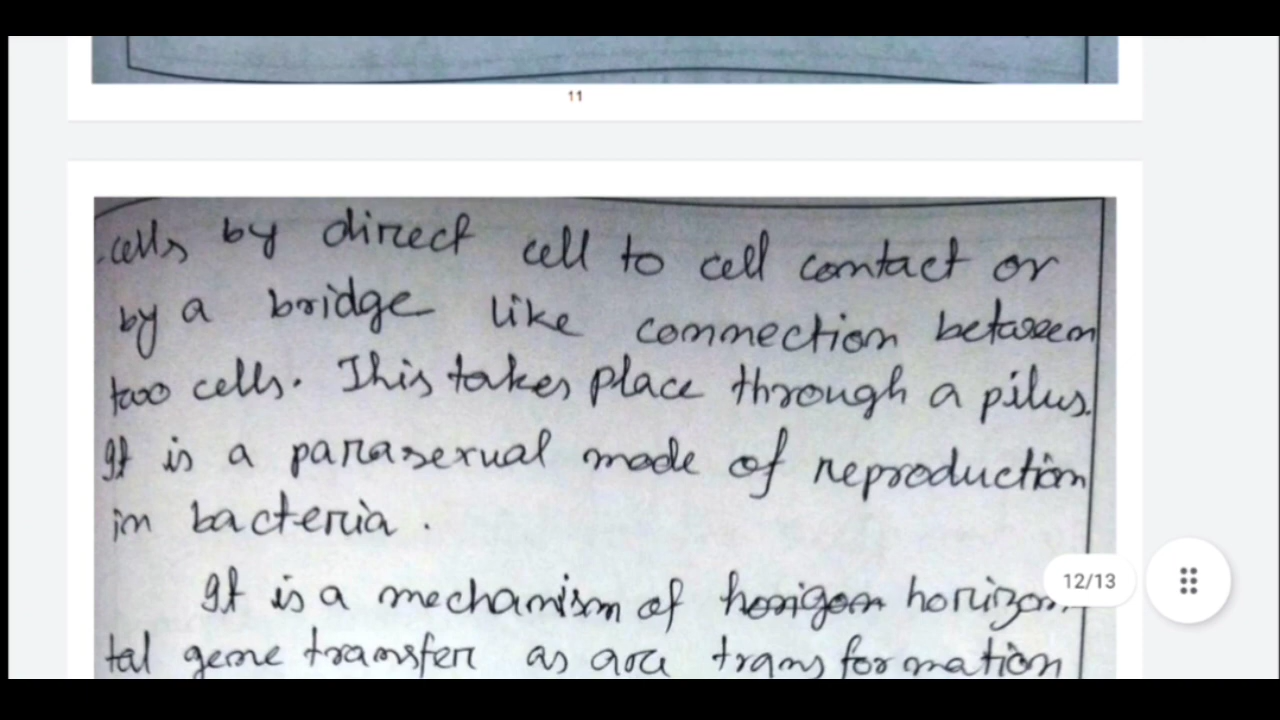 11
cells by direct cell to cell contact or
by a bridge like connection between
two cells. This takes place through a pilus.
It is a parasexual mode of reproduction
in bacteria.
12/13
It is a mechanism of horigon horizon
tal gene transfer as are transformation